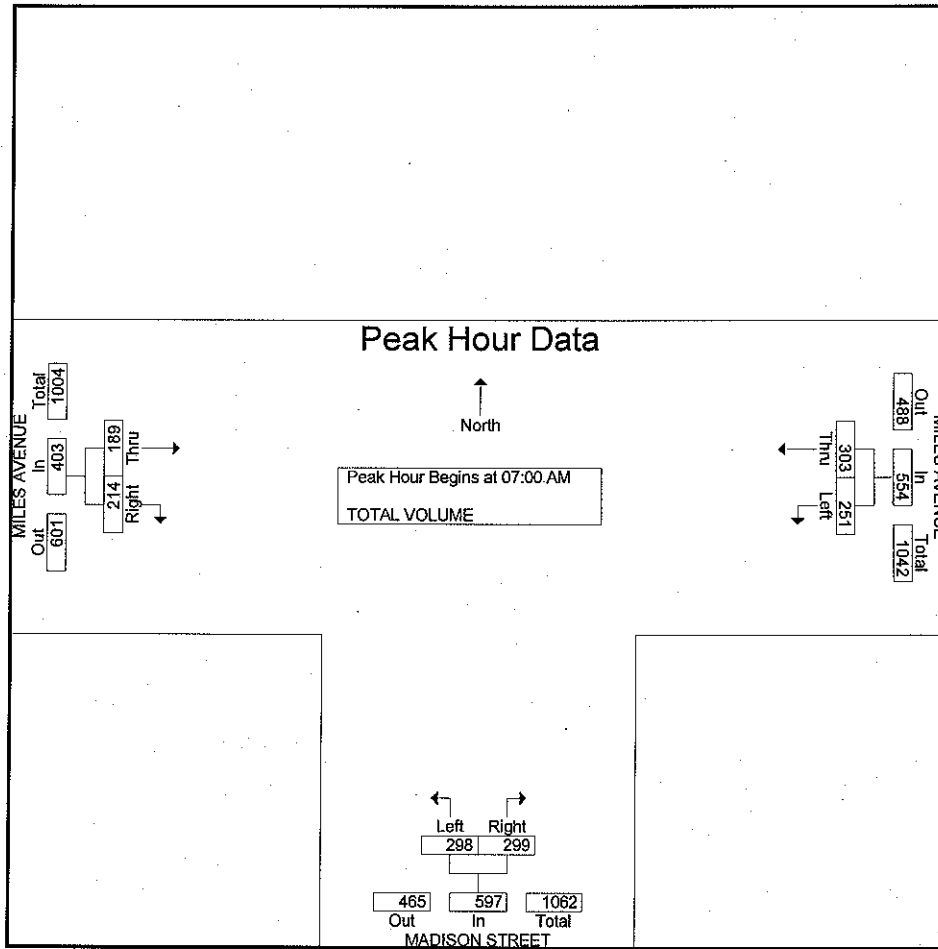 Peak Hour Data
North
Peak Hour Begins at 07:00 AM
TOTAL VOLUME
MILES AVENUE
Out In Total
601 403 1004
189 214
Thru Right
MILES AVENUE
Out In Total
488 554 1042
303 251
Thru Left
Left Right
298 299
465 597 1062
Out In Total
MADISON STREET